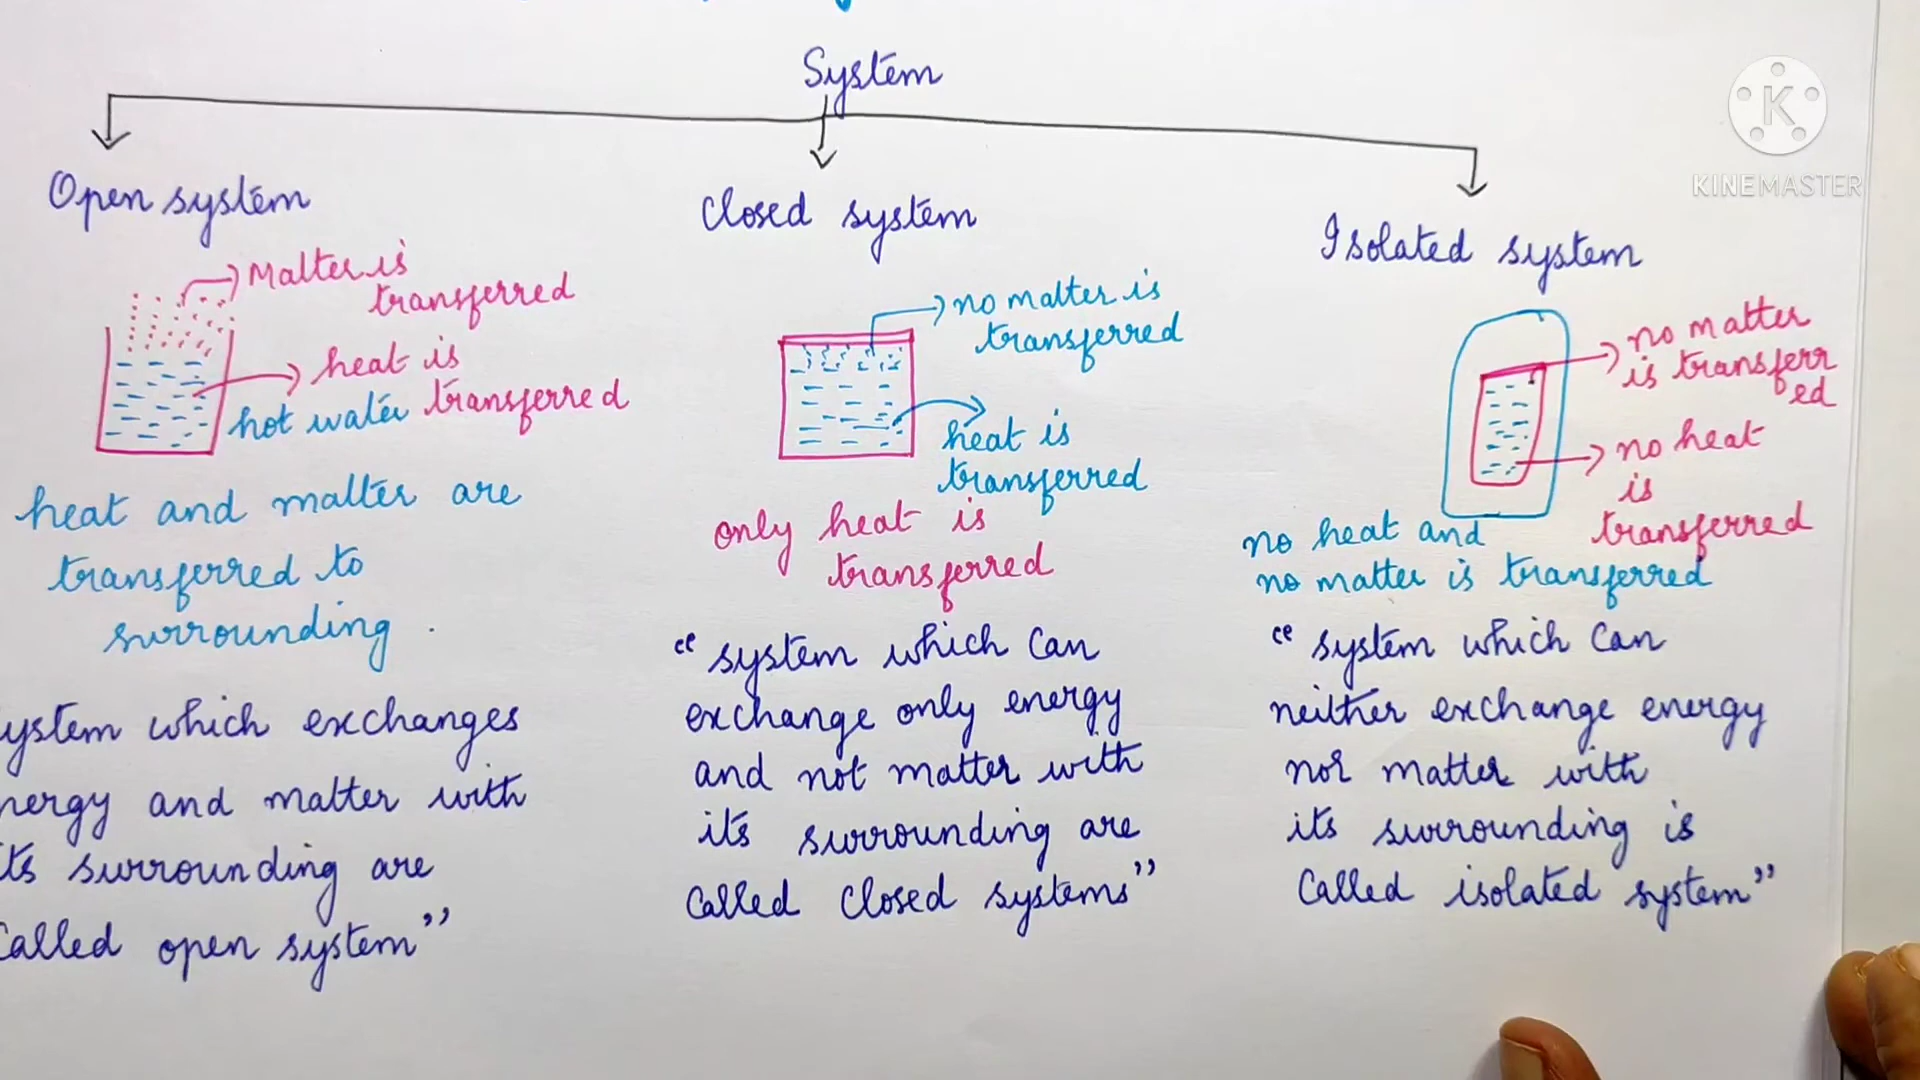 System
Open system
Matter is
transferred
heat is
transferred
hot water
heat and matter are
transferred to
surrounding .
ystem which exchanges
nergy and matter with
its surrounding are
called open system”
Closed system
no matter is
transferred
heat is
transferred
only heat is
transferred
“system which can
exchange only energy
and not matter with
its surrounding are
called closed systems”
Isolated system
no matter
is transferr
ed
no heat
is
transferred
no heat and
no matter is transferred
“system which can
neither exchange energy
nor matter with
its surrounding is
called isolated system”
K
KINEMASTER